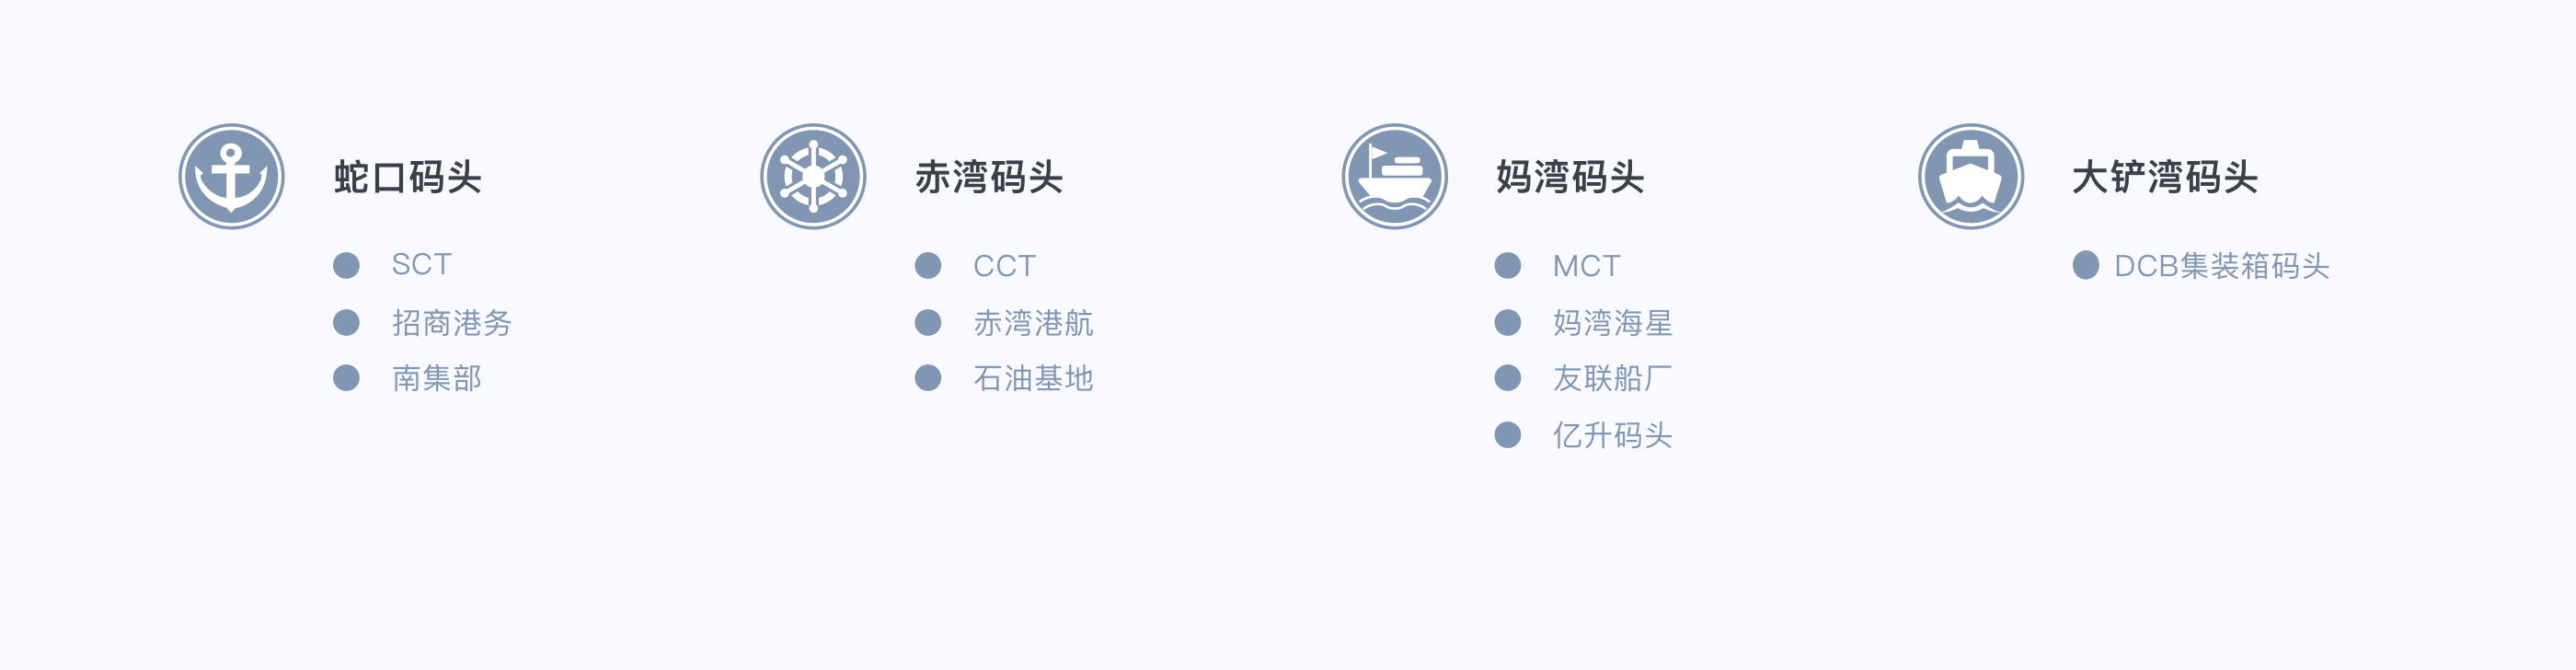 蛇口码头
SCT
招商港务
南集部
赤湾码头
CCT
赤湾港航
石油基地
妈湾码头
MCT
妈湾海星
友联船厂
亿升码头
大铲湾码头
DCB集装箱码头